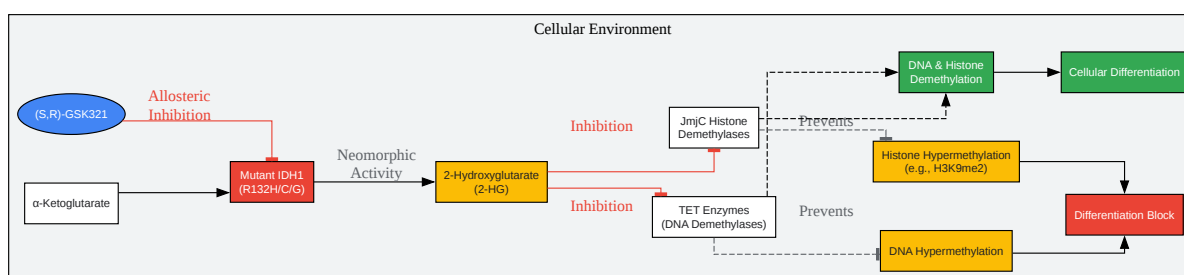 Cellular Environment
(S,R)-GSK321
Allosteric
Inhibition
α-Ketoglutarate
Mutant IDH1
(R132H/C/G)
Neomorphic
Activity
2-Hydroxyglutarate
(2-HG)
Inhibition
Inhibition
JmjC Histone
Demethylases
TET Enzymes
(DNA Demethylases)
Prevents
Prevents
DNA & Histone
Demethylation
Cellular Differentiation
Histone Hypermethylation
(e.g., H3K9me2)
DNA Hypermethylation
Differentiation Block